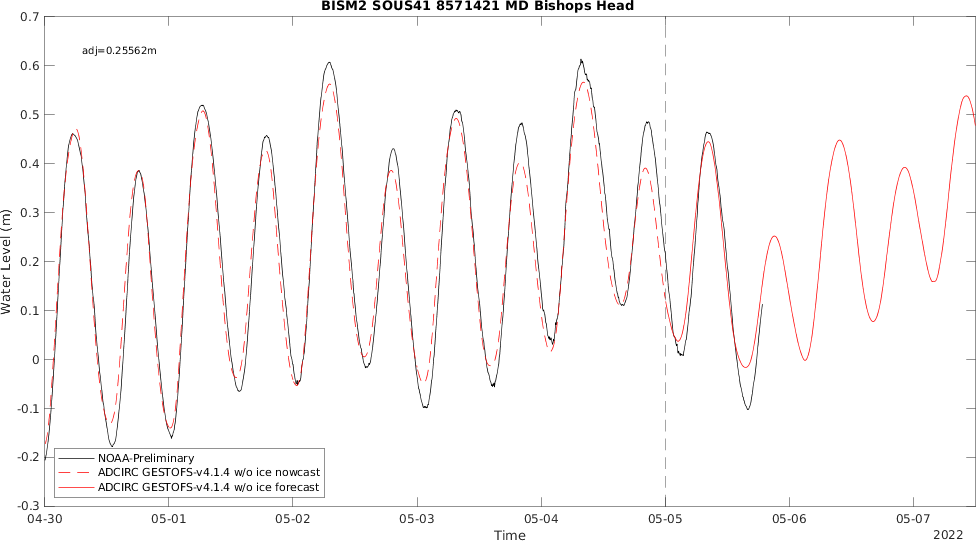 BISM2 SOUS41 8571421 MD Bishops Head
adj=0.25562m
Water Level (m)
0.7
0.6
0.5
0.4
0.3
0.2
0.1
0
-0.1
-0.2
-0.3
NOAA-Preliminary
ADCIRC GESTOFS-v4.1.4 w/o ice nowcast
ADCIRC GESTOFS-v4.1.4 w/o ice forecast
04-30 05-01 05-02 05-03 05-04 05-05 05-06 05-07
Time
2022